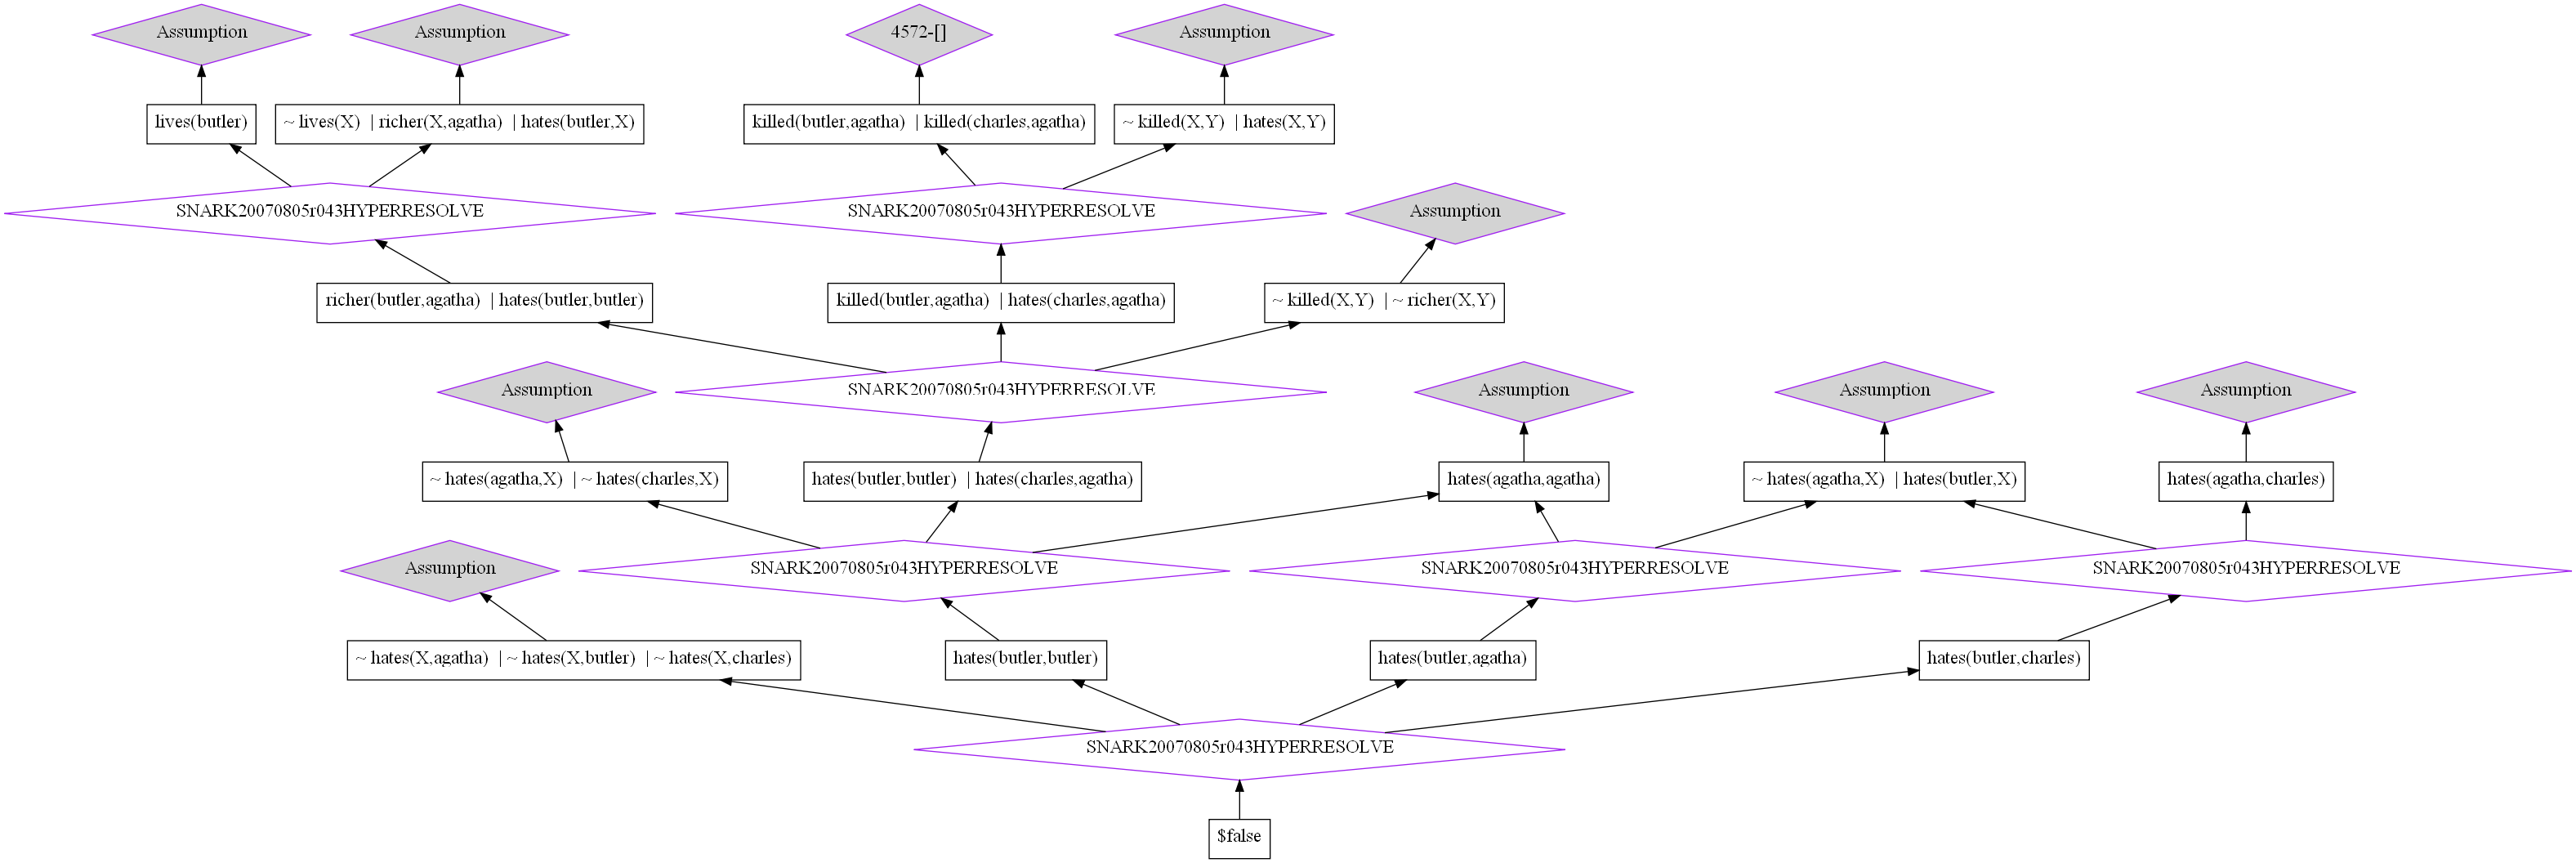 Assumption
Assumption
4572-[]
Assumption
lives(butler)
~ lives(X) | richer(X,agatha) | hates(butler,X)
killed(butler,agatha) | killed(charles,agatha)
~ killed(X,Y) | hates(X,Y)
SNARK20070805r043HYPERRESOLVE
SNARK20070805r043HYPERRESOLVE
Assumption
richer(butler,agatha) | hates(butler,butler)
killed(butler,agatha) | hates(charles,agatha)
~ killed(X,Y) | ~ richer(X,Y)
Assumption
SNARK20070805r043HYPERRESOLVE
Assumption
Assumption
Assumption
~ hates(agatha,X) | ~ hates(charles,X)
hates(butler,butler) | hates(charles,agatha)
hates(agatha,agatha)
~ hates(agatha,X) | hates(butler,X)
hates(agatha,charles)
Assumption
SNARK20070805r043HYPERRESOLVE
SNARK20070805r043HYPERRESOLVE
SNARK20070805r043HYPERRESOLVE
~ hates(X,agatha) | ~ hates(X,butler) | ~ hates(X,charles)
hates(butler,butler)
hates(butler,agatha)
hates(butler,charles)
SNARK20070805r043HYPERRESOLVE
$false